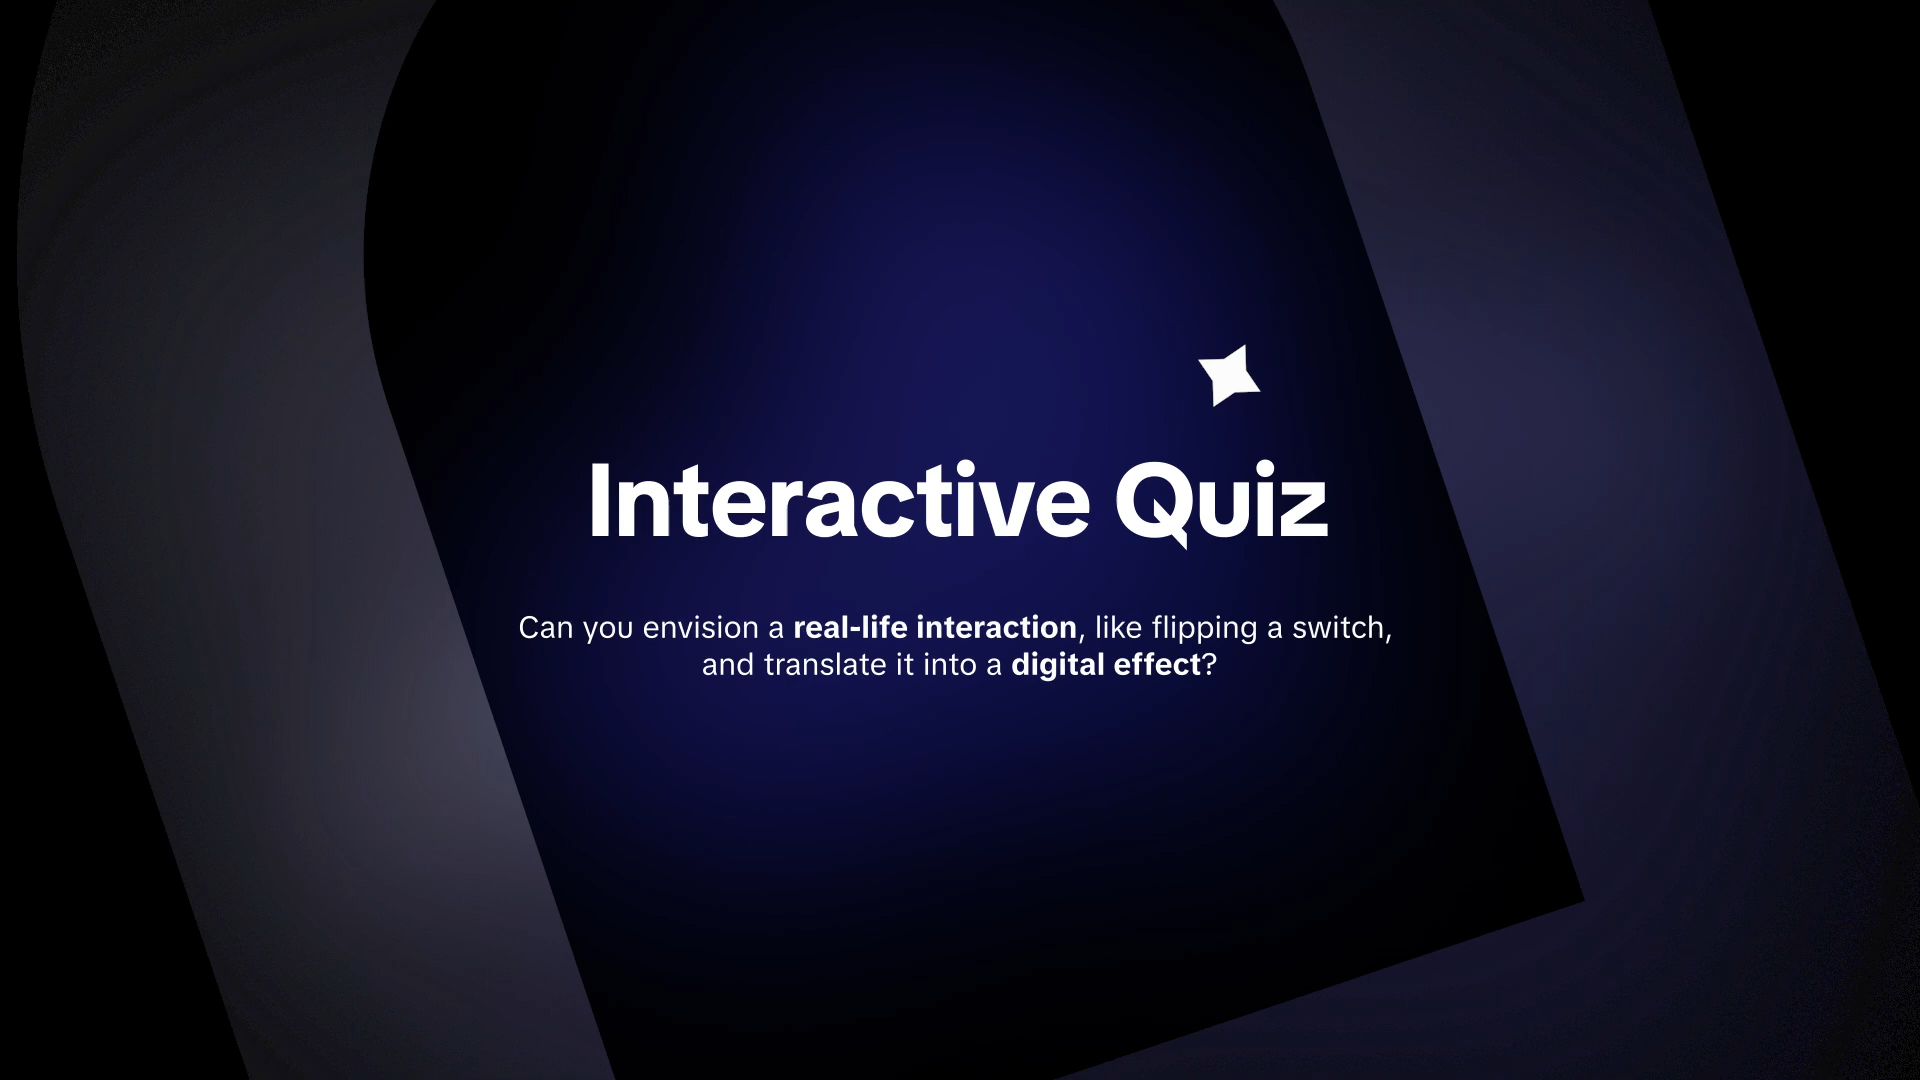 Interactive Quiz
Can you envision a real-life interaction, like flipping a switch,
and translate it into a digital effect?